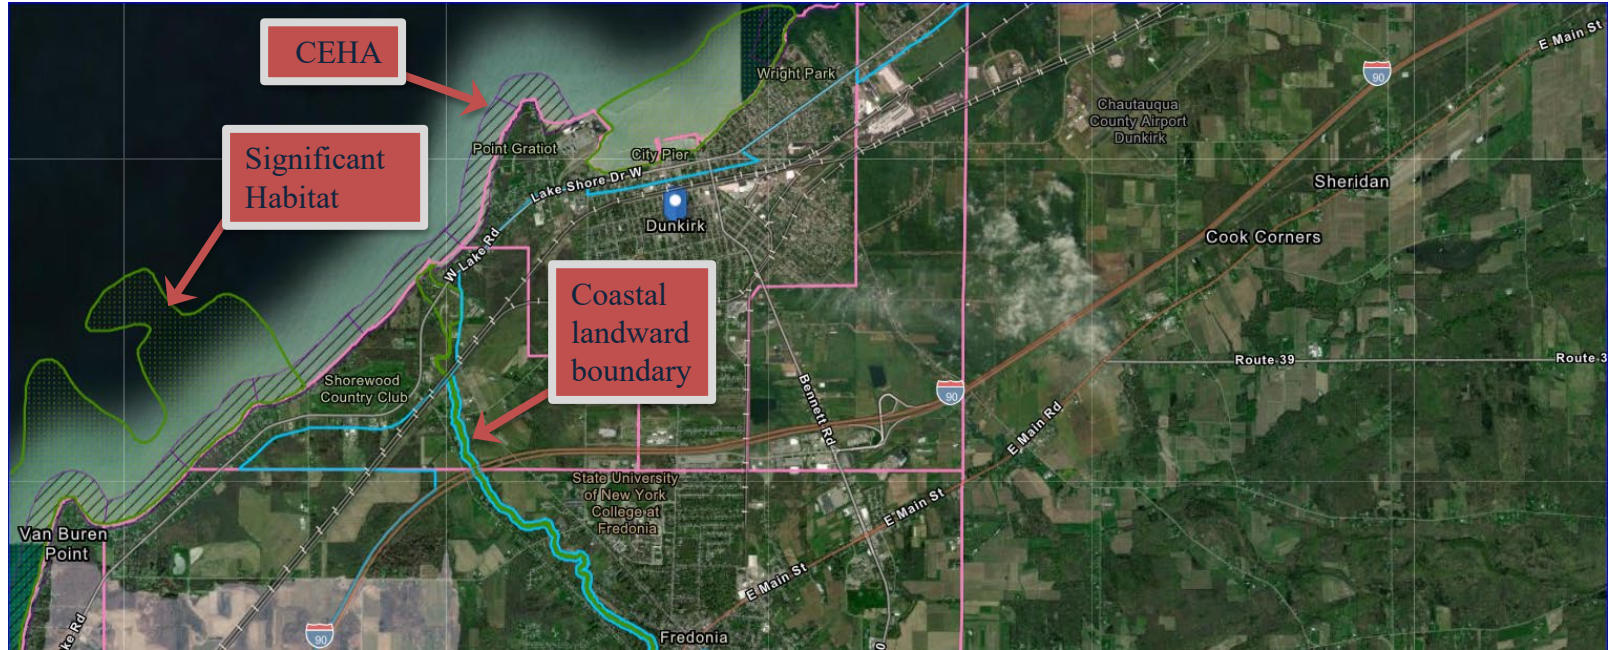 E Main St
CEHA
Wright Park
90
Chautauqua
County Airport
Dunkirk
Point Gratiot
City Pier
Significant
Habitat
Lake Shore Dr W
Sheridan
Dunkirk
Cook Corners
W Lake Rd
Coastal
landward
boundary
Route 39
Route 3
Shorewood
Country Club
90
Bennett Rd
E Main Rd
State University
of New York
College at
Fredonia
E Main St
Van Buren
Point
E Main St
ke Rd
90
Fredonia
0